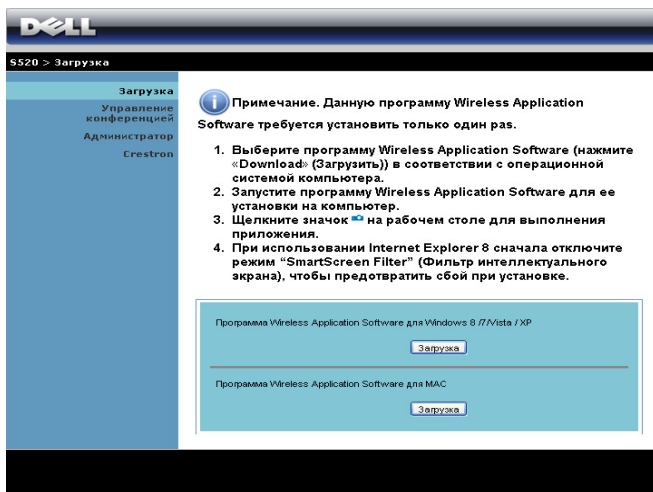 DELL
S520 > Загрузка
Загрузка
Управление
конференцией
Администратор
Crestron
Примечание. Данную программу Wireless Application
Software требуется установить только один рас.
1. Выберите программу Wireless Application Software (нажмите
«Download» (Загрузить)) в соответствии с операционной
системой компьютера.
2. Запустите программу Wireless Application Software для ее
установки на компьютер.
3. Щелкните значок на рабочем столе для выполнения
приложения.
4. При использовании Internet Explorer 8 сначала отключите
режим “SmartScreen Filter” (Фильтр интеллектуального
экрана), чтобы предотвратить сбой при установке.
Программа Wireless Application Software для Windows 8 /7/Vista / XP
Загрузка
Программа Wireless Application Software для MAC
Загрузка